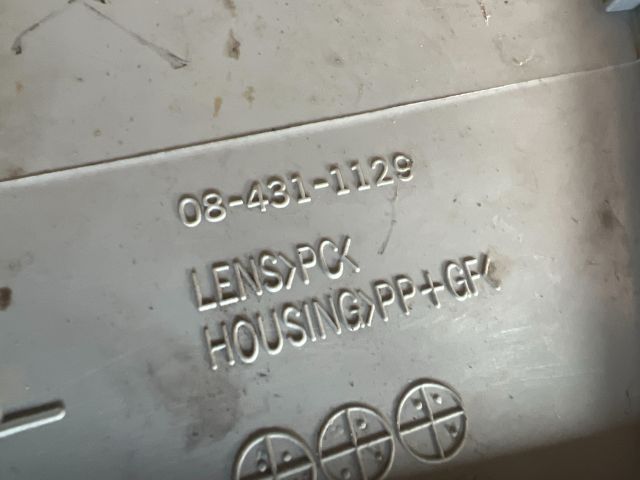 08-431-1129
LENS>PC<
HOUSING>PP+GF<